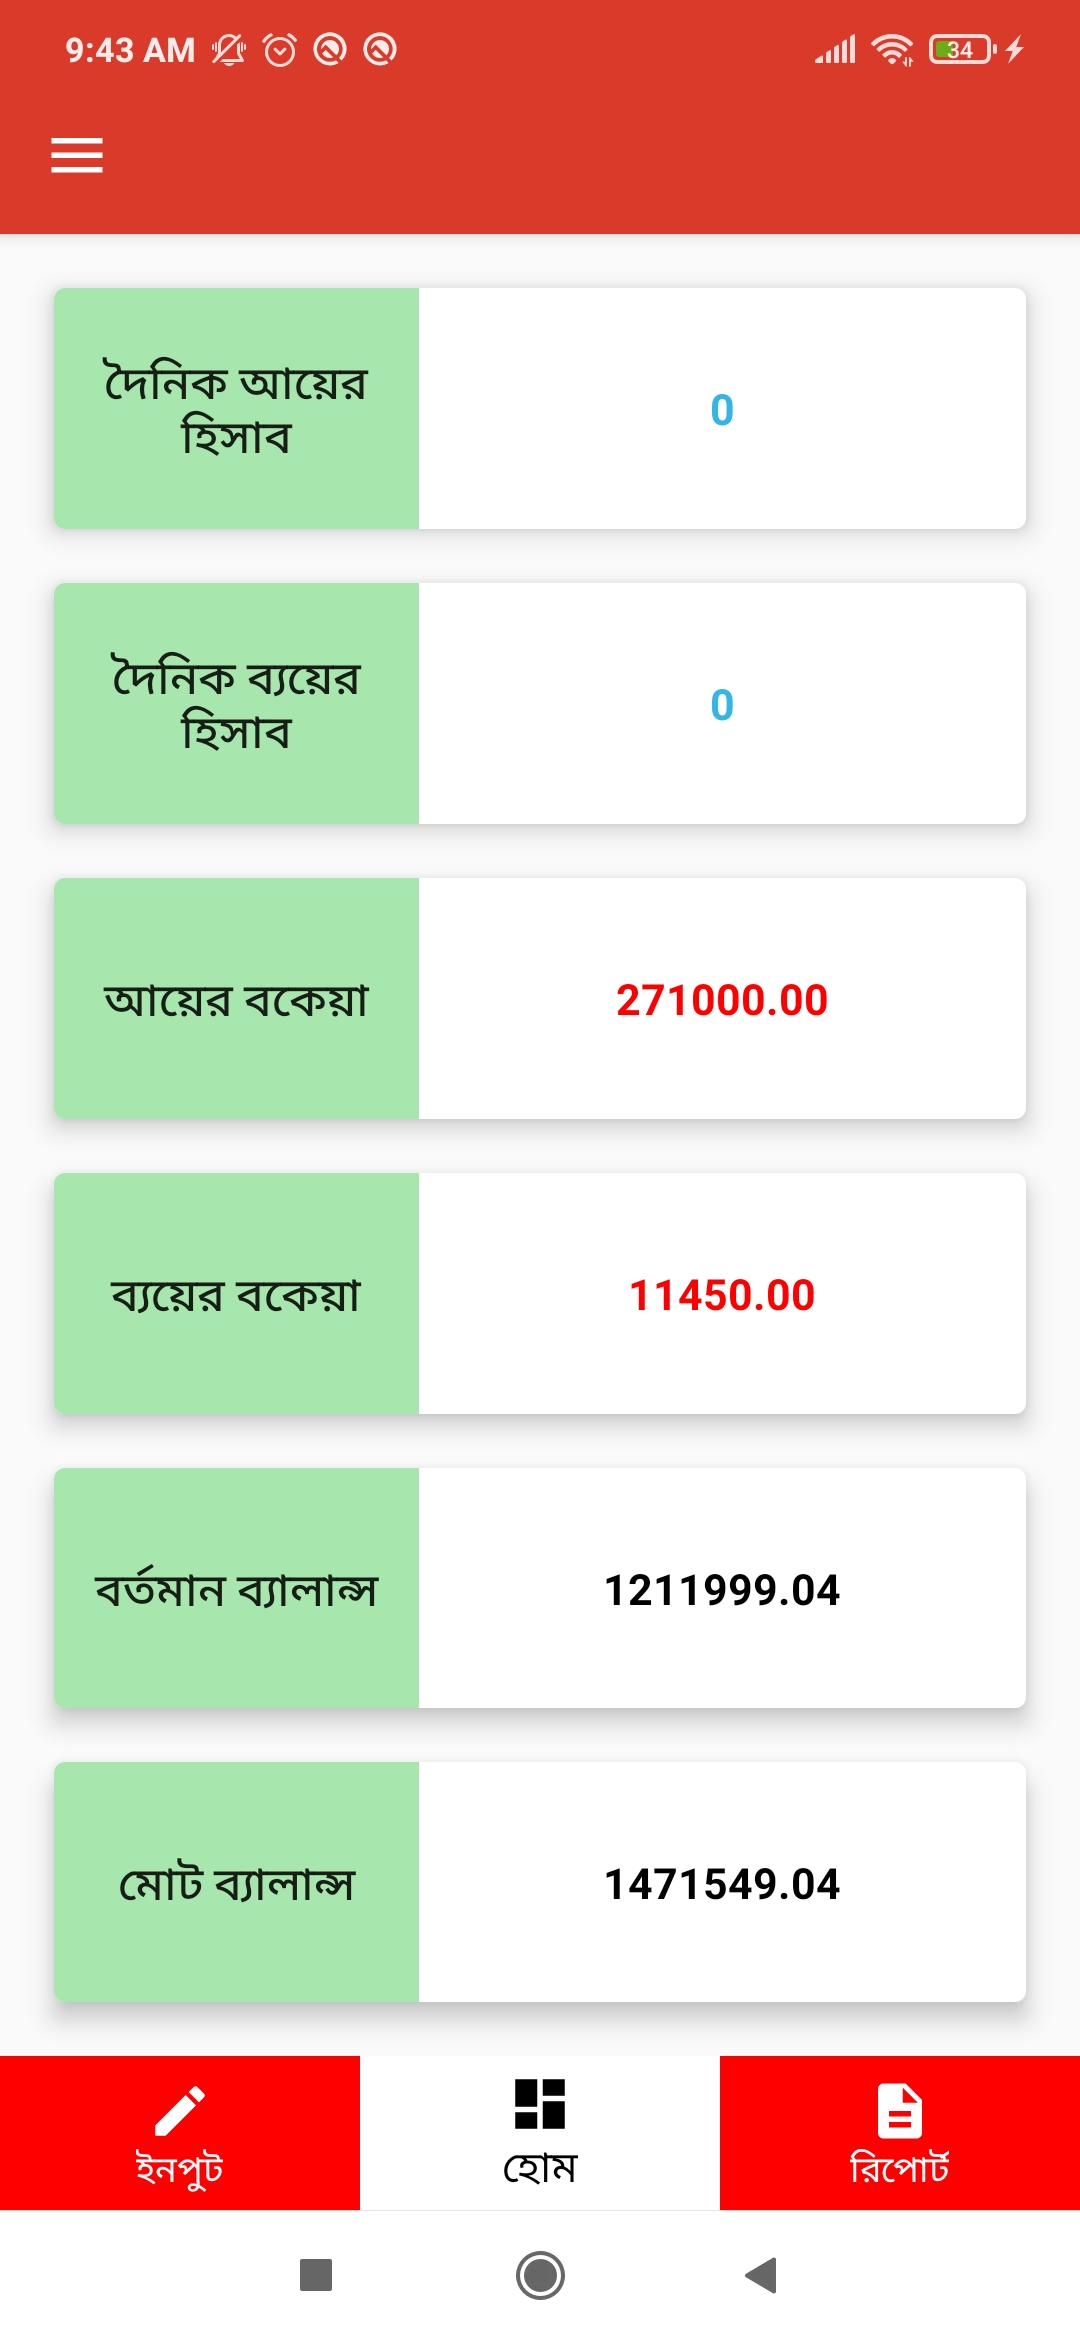 9:43 AM
34
দৈনিক আয়ের
হিসাব
0
দৈনিক ব্যয়ের
হিসাব
0
আয়ের বকেয়া
271000.00
ব্যয়ের বকেয়া
11450.00
বর্তমান ব্যালান্স
1211999.04
মোট ব্যালান্স
1471549.04
ইনপুট
হোম
রিপোর্ট